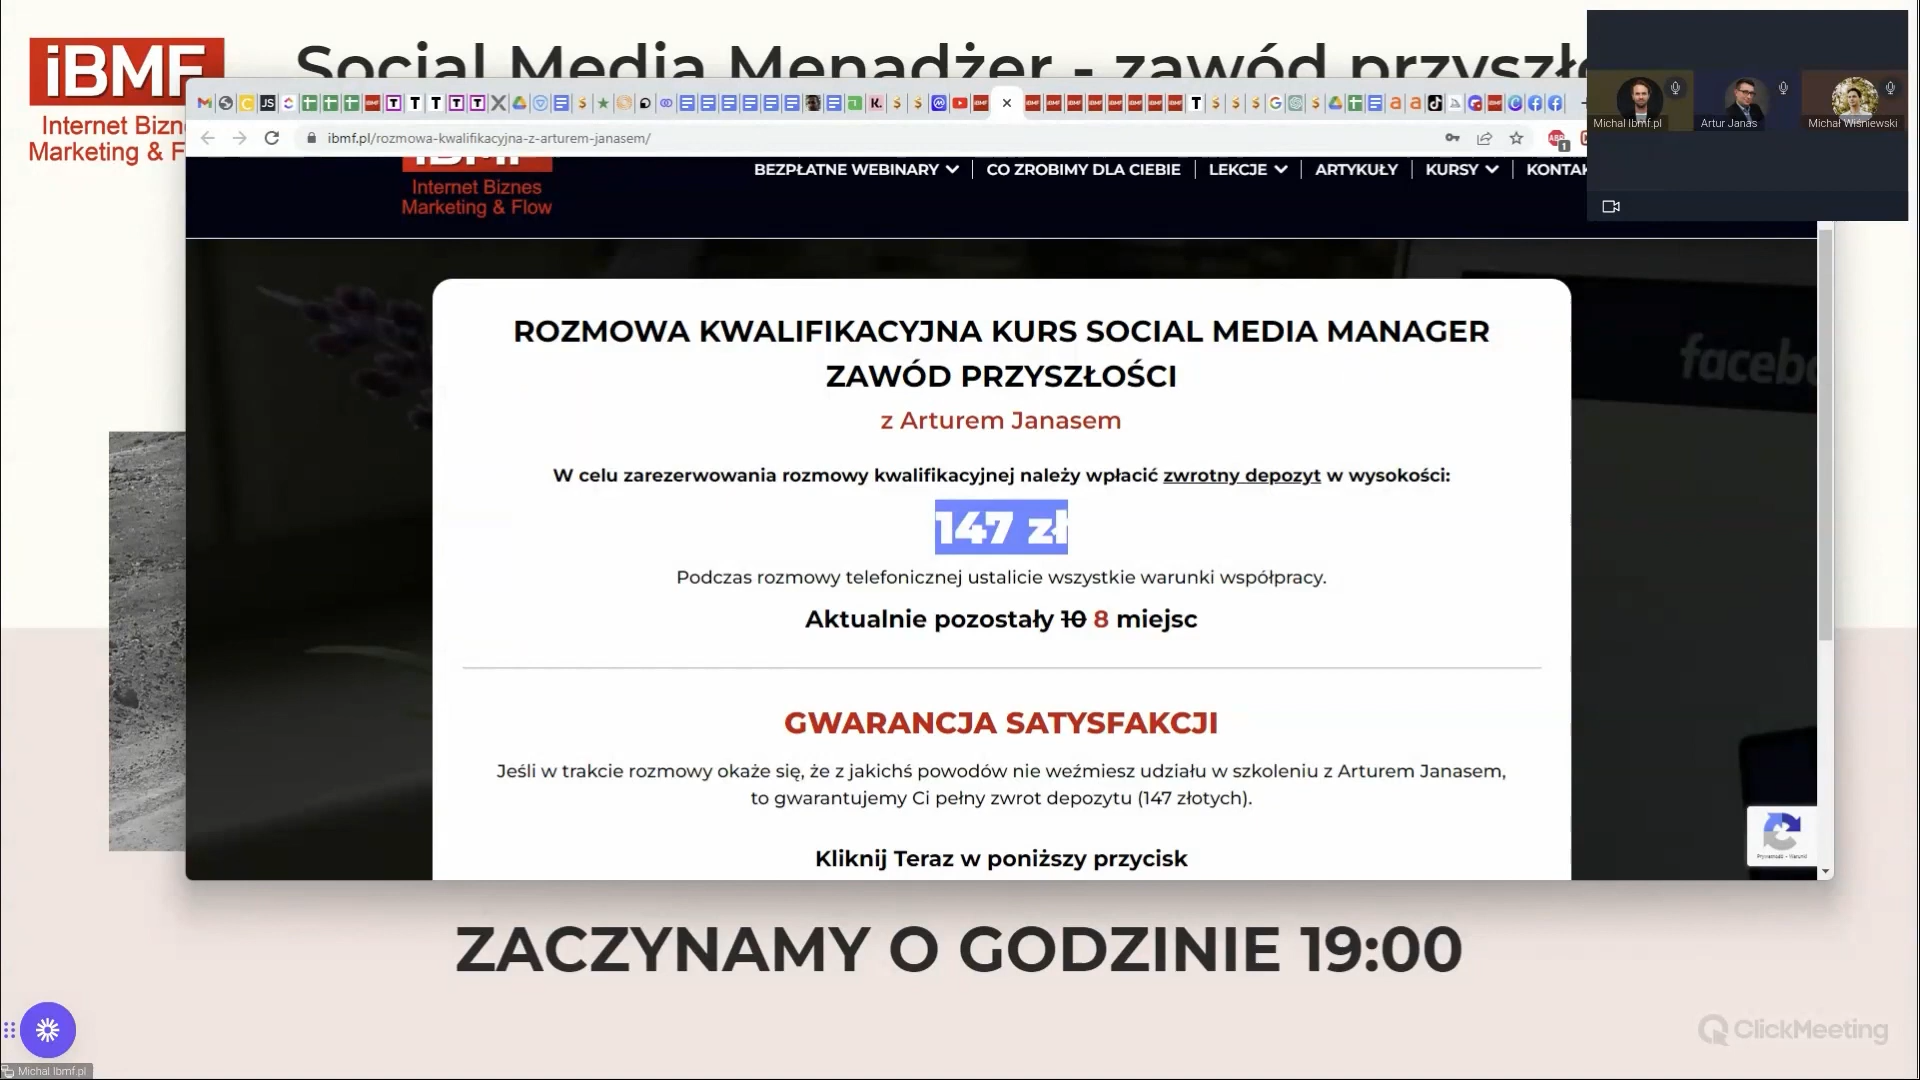 iBMF
Internet Bizn
Marketing & F
Social Media Menadżer - zawód przyszło
Michal Ibmf.pl
Artur Janas
Michał Wiśniewski
ibmf.pl/rozmowa-kwalifikacyjna-z-arturem-janasem/
Internet Biznes
Marketing & Flow
BEZPŁATNE WEBINARY
CO ZROBIMY DLA CIEBIE
LEKCJE
ARTYKUŁY
KURSY
KONTAK
faceb
ROZMOWA KWALIFIKACYJNA KURS SOCIAL MEDIA MANAGER
ZAWÓD PRZYSZŁOŚCI
z Arturem Janasem
W celu zarezerwowania rozmowy kwalifikacyjnej należy wpłacić zwrotny depozyt w wysokości:
147 zł
Podczas rozmowy telefonicznej ustalicie wszystkie warunki współpracy.
Aktualnie pozostały 10 8 miejsc
GWARANCJA SATYSFAKCJI
Jeśli w trakcie rozmowy okaże się, że z jakichś powodów nie weźmiesz udziału w szkoleniu z Arturem Janasem,
to gwarantujemy Ci pełny zwrot depozytu (147 złotych).
Kliknij Teraz w poniższy przycisk
ZACZYNAMY O GODZINIE 19:00
ClickMeeting
Michal Ibmf.pl